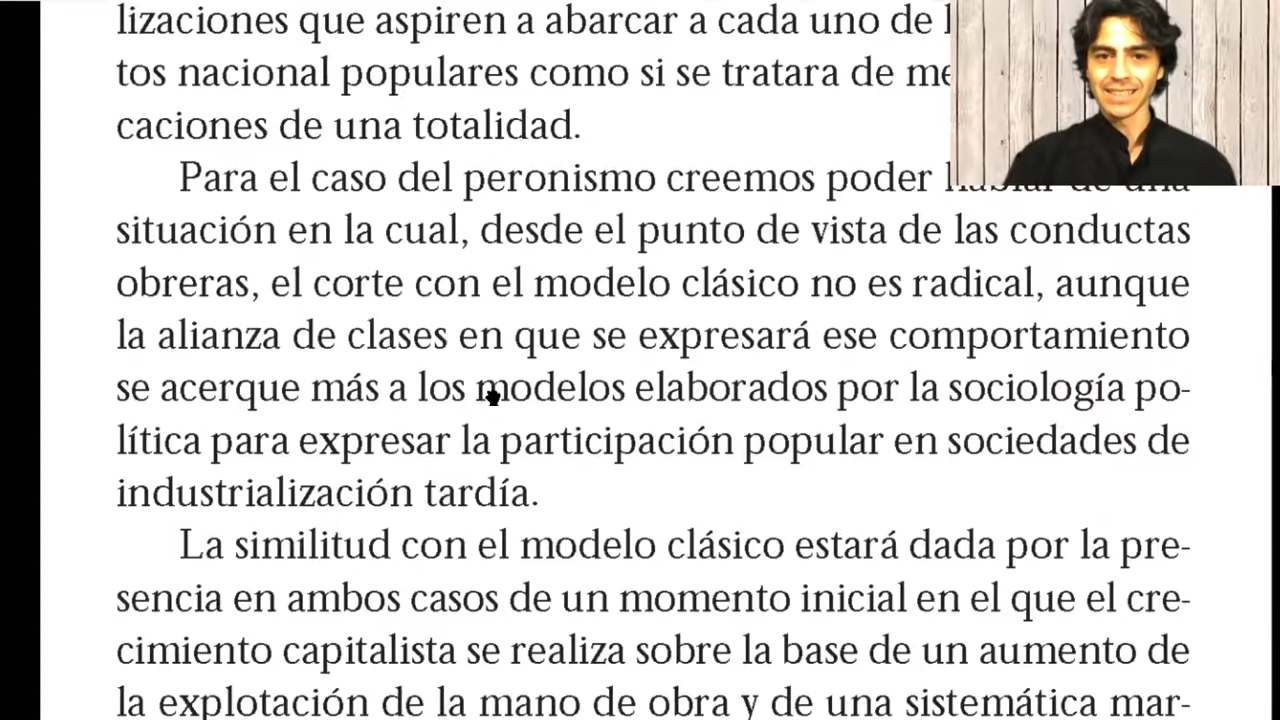 lizaciones que aspiren a abarcar a cada uno de
tos nacional populares como si se tratara de
caciones de una totalidad.
Para el caso del peronismo creemos poder hablar de una
situación en la cual, desde el punto de vista de las conductas
obreras, el corte con el modelo clásico no es radical, aunque
la alianza de clases en que se expresará ese comportamiento
se acerque más a los modelos elaborados por la sociología po-
lítica para expresar la participación popular en sociedades de
industrialización tardía.
La similitud con el modelo clásico estará dada por la pre-
sencia en ambos casos de un momento inicial en el que el cre-
cimiento capitalista se realiza sobre la base de un aumento de
la explotación de la mano de obra y de una sistemática mar-